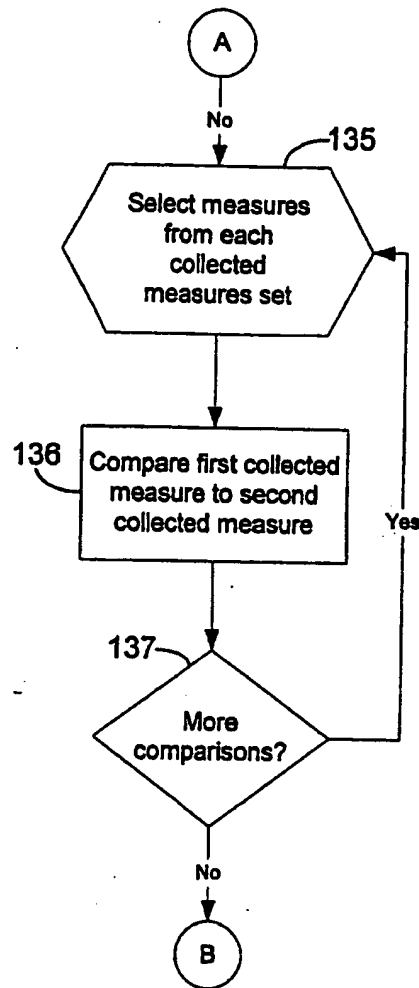 A
No
135
Select measures
from each
collected
measures set
136
Compare first collected
measure to second
collected measure
Yes
137
More
comparisons?
No
B